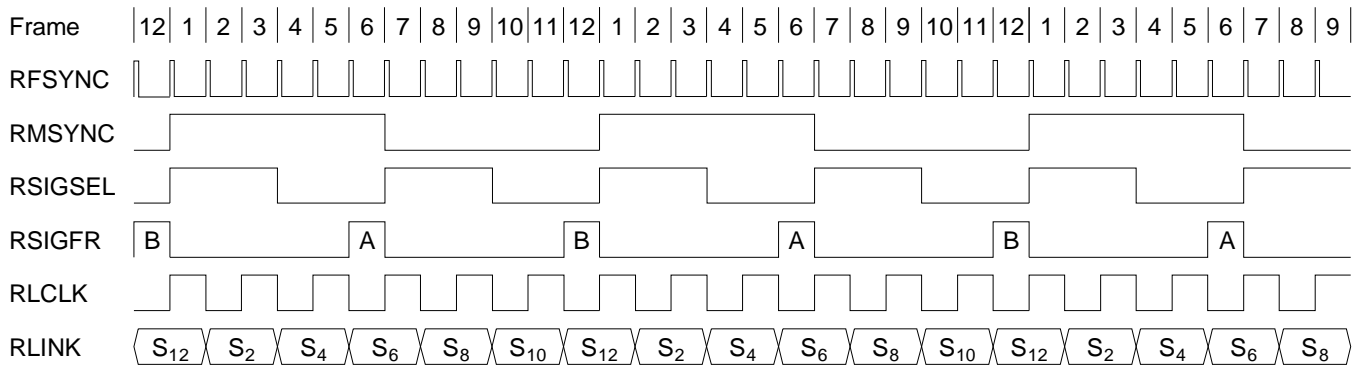 Frame 12 1 2 3 4 5 6 7 8 9 10 11 12 1 2 3 4 5 6 7 8 9 10 11 12 1 2 3 4 5 6 7 8 9
RFSYNC
RMSYNC
RSIGSEL
RSIGFR B A B A B A
RLCLK
RLINK S₁₂ S₂ S₄ S₆ S₈ S₁₀ S₁₂ S₂ S₄ S₆ S₈ S₁₀ S₁₂ S₂ S₄ S₆ S₈